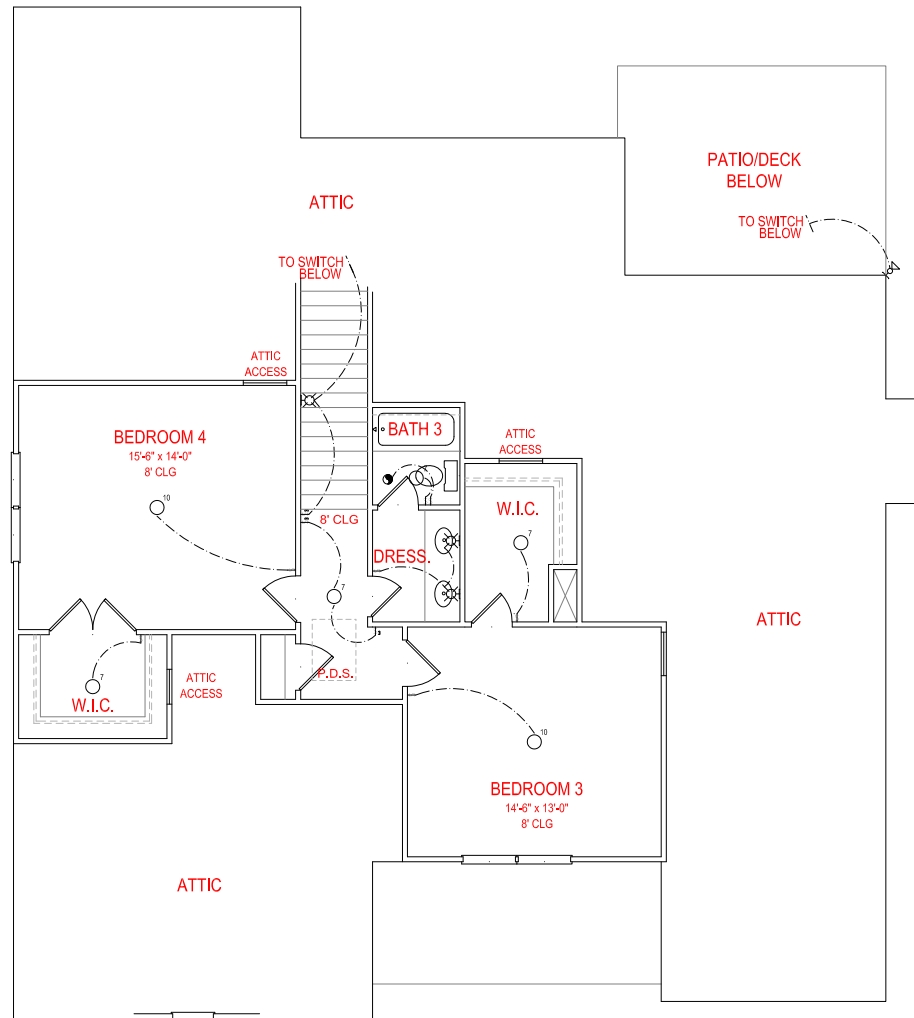 PATIO/DECK
BELOW
ATTIC
TO SWITCH
BELOW
TO SWITCH
BELOW
ATTIC
ACCESS
BEDROOM 4
15'-6" x 14'-0"
8' CLG
BATH 3
ATTIC
ACCESS
10
8' CLG
W.I.C.
DRESS.
7
7
ATTIC
P.D.S.
7
ATTIC
ACCESS
W.I.C.
10
BEDROOM 3
14'-6" x 13'-0"
8' CLG
ATTIC